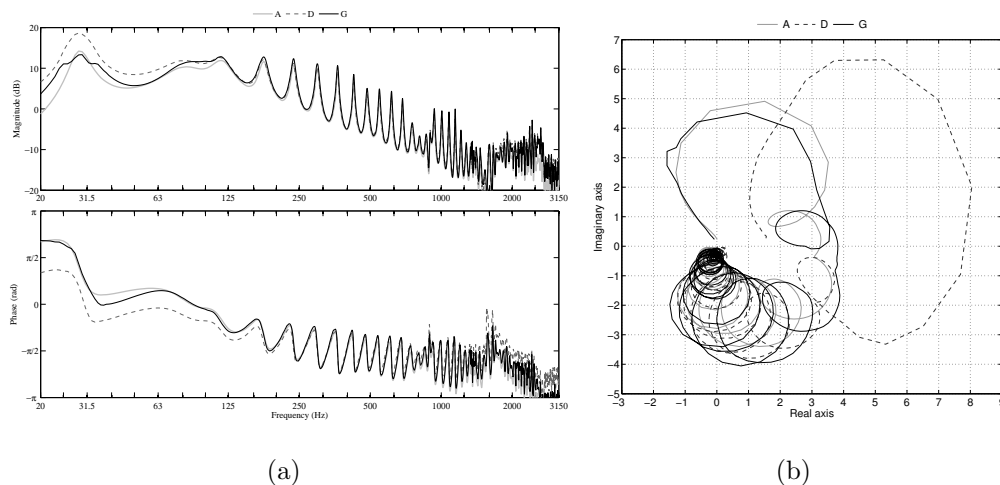 A D G
20
10
0
−10
−20
Magnitude (dB)
20 31.5 63 125 250 500 1000 2000 3150
π
π/2
0
−π/2
−π
Phase (rad)
20 31.5 63 125 250 500 1000 2000 3150
Frequency (Hz)
(a)
A D G
7
6
5
4
3
2
1
0
−1
−2
−3
−4
−5
Imaginary axis
−3 −2 −1 0 1 2 3 4 5 6 7 8 9
Real axis
(b)